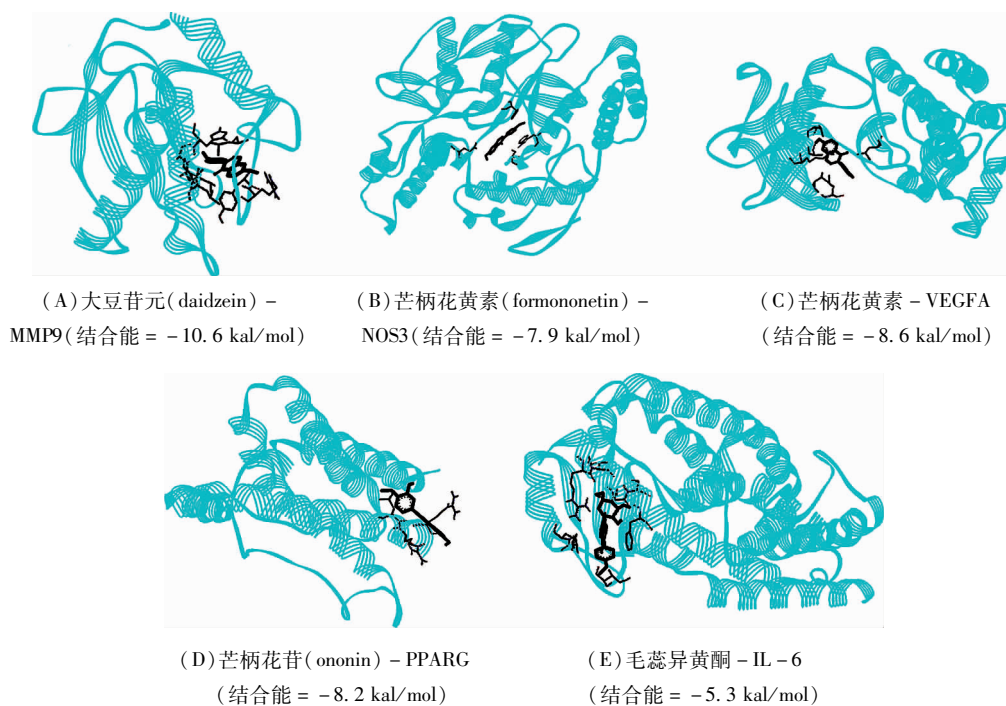 (A)大豆苷元(daidzein) -
MMP9(结合能 = -10.6 kal/mol)
(B)芒柄花黄素(formononetin) -
NOS3(结合能 = -7.9 kal/mol)
(C)芒柄花黄素 - VEGFA
(结合能 = -8.6 kal/mol)
(D)芒柄花苷(ononin) - PPARG
(结合能 = -8.2 kal/mol)
(E)毛蕊异黄酮 - IL - 6
(结合能 = -5.3 kal/mol)